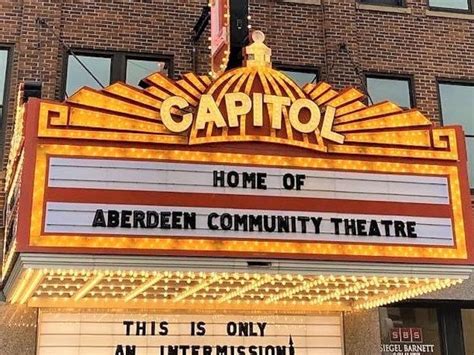 CAPITOL
HOME OF
ABERDEEN COMMUNITY THEATRE
THIS IS ONLY
AN INTERMISSION!
SBS
SIEGEL BARNETT